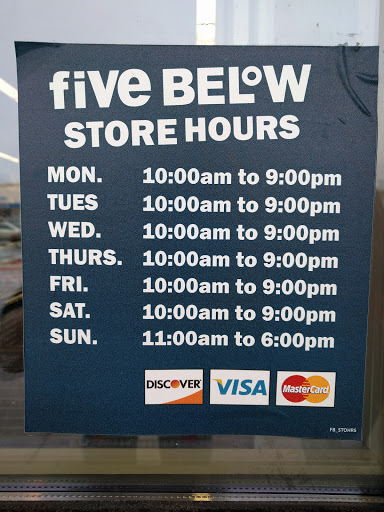 five BELOW
STORE HOURS
MON. 10:00am to 9:00pm
TUES 10:00am to 9:00pm
WED. 10:00am to 9:00pm
THURS. 10:00am to 9:00pm
FRI. 10:00am to 9:00pm
SAT. 10:00am to 9:00pm
SUN. 11:00am to 6:00pm
DISCOVER VISA MasterCard
FB_STOHRS